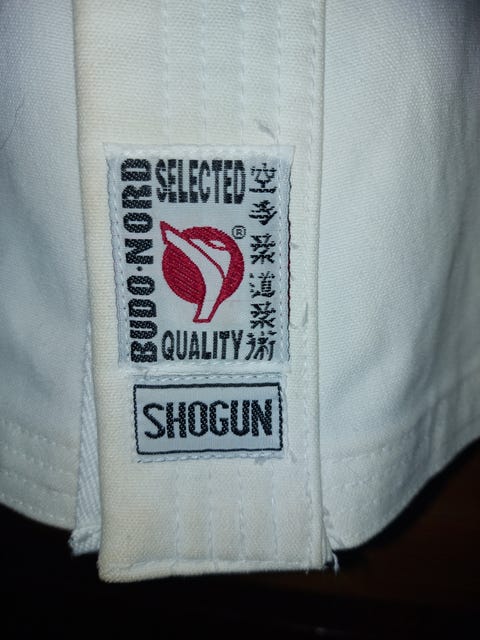 BUDO·NORD
SELECTED
®
QUALITY
空手柔道柔術
SHOGUN